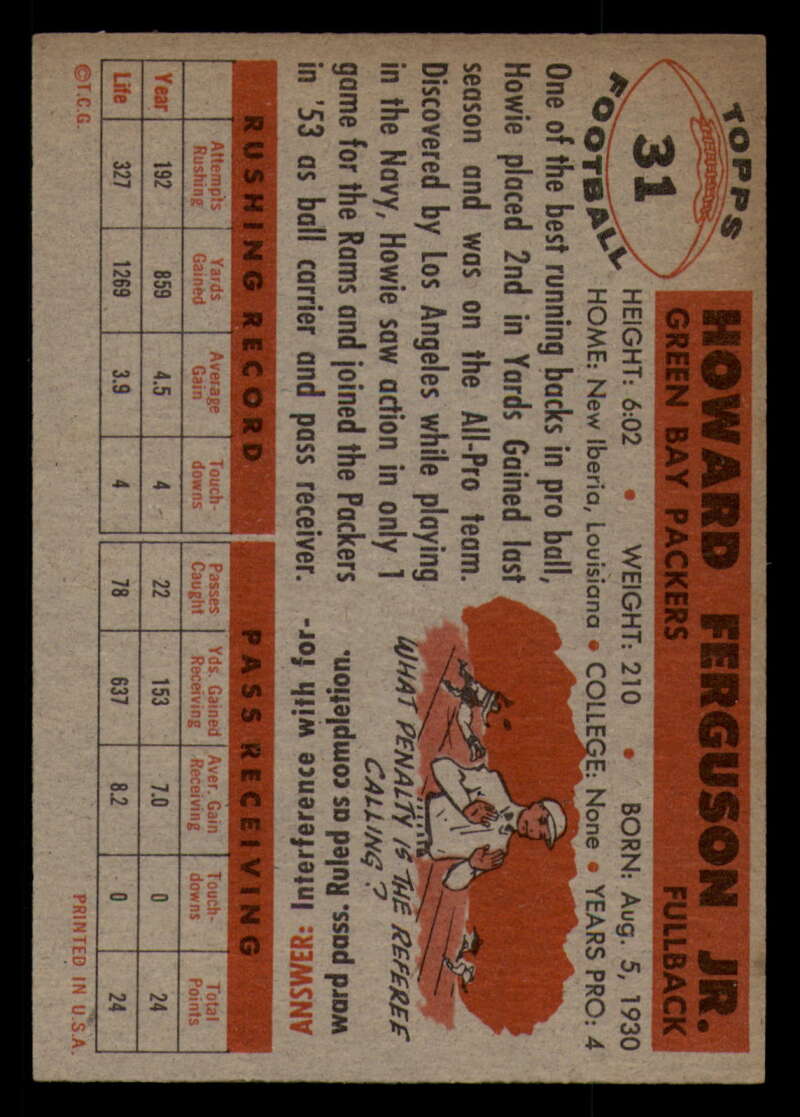 TOPPS
31
FOOTBALL
HOWARD FERGUSON JR.
GREEN BAY PACKERS FULLBACK
HEIGHT: 6:02 • WEIGHT: 210 • BORN: Aug. 5, 1930
HOME: New Iberia, Louisiana • COLLEGE: None • YEARS PRO: 4
One of the best running backs in pro ball,
Howie placed 2nd in Yards Gained last
season and was on the All-Pro team.
Discovered by Los Angeles while playing
in the Navy, Howie saw action in only 1
game for the Rams and joined the Packers
in '53 as ball carrier and pass receiver.
WHAT PENALTY IS THE REFEREE
CALLING?
ANSWER: Interference with for-
ward pass. Ruled as completion.
RUSHING RECORD PASS RECEIVING
Attempts Rushing Yards Gained Average Gain Touch-downs Passes Caught Yds. Gained Receiving Aver. Gain Receiving Touch-downs Total Points
Year 192 859 4.5 4 22 153 7.0 0 24
Life 327 1269 3.9 4 78 637 8.2 0 24
©T.C.G. PRINTED IN U.S.A.